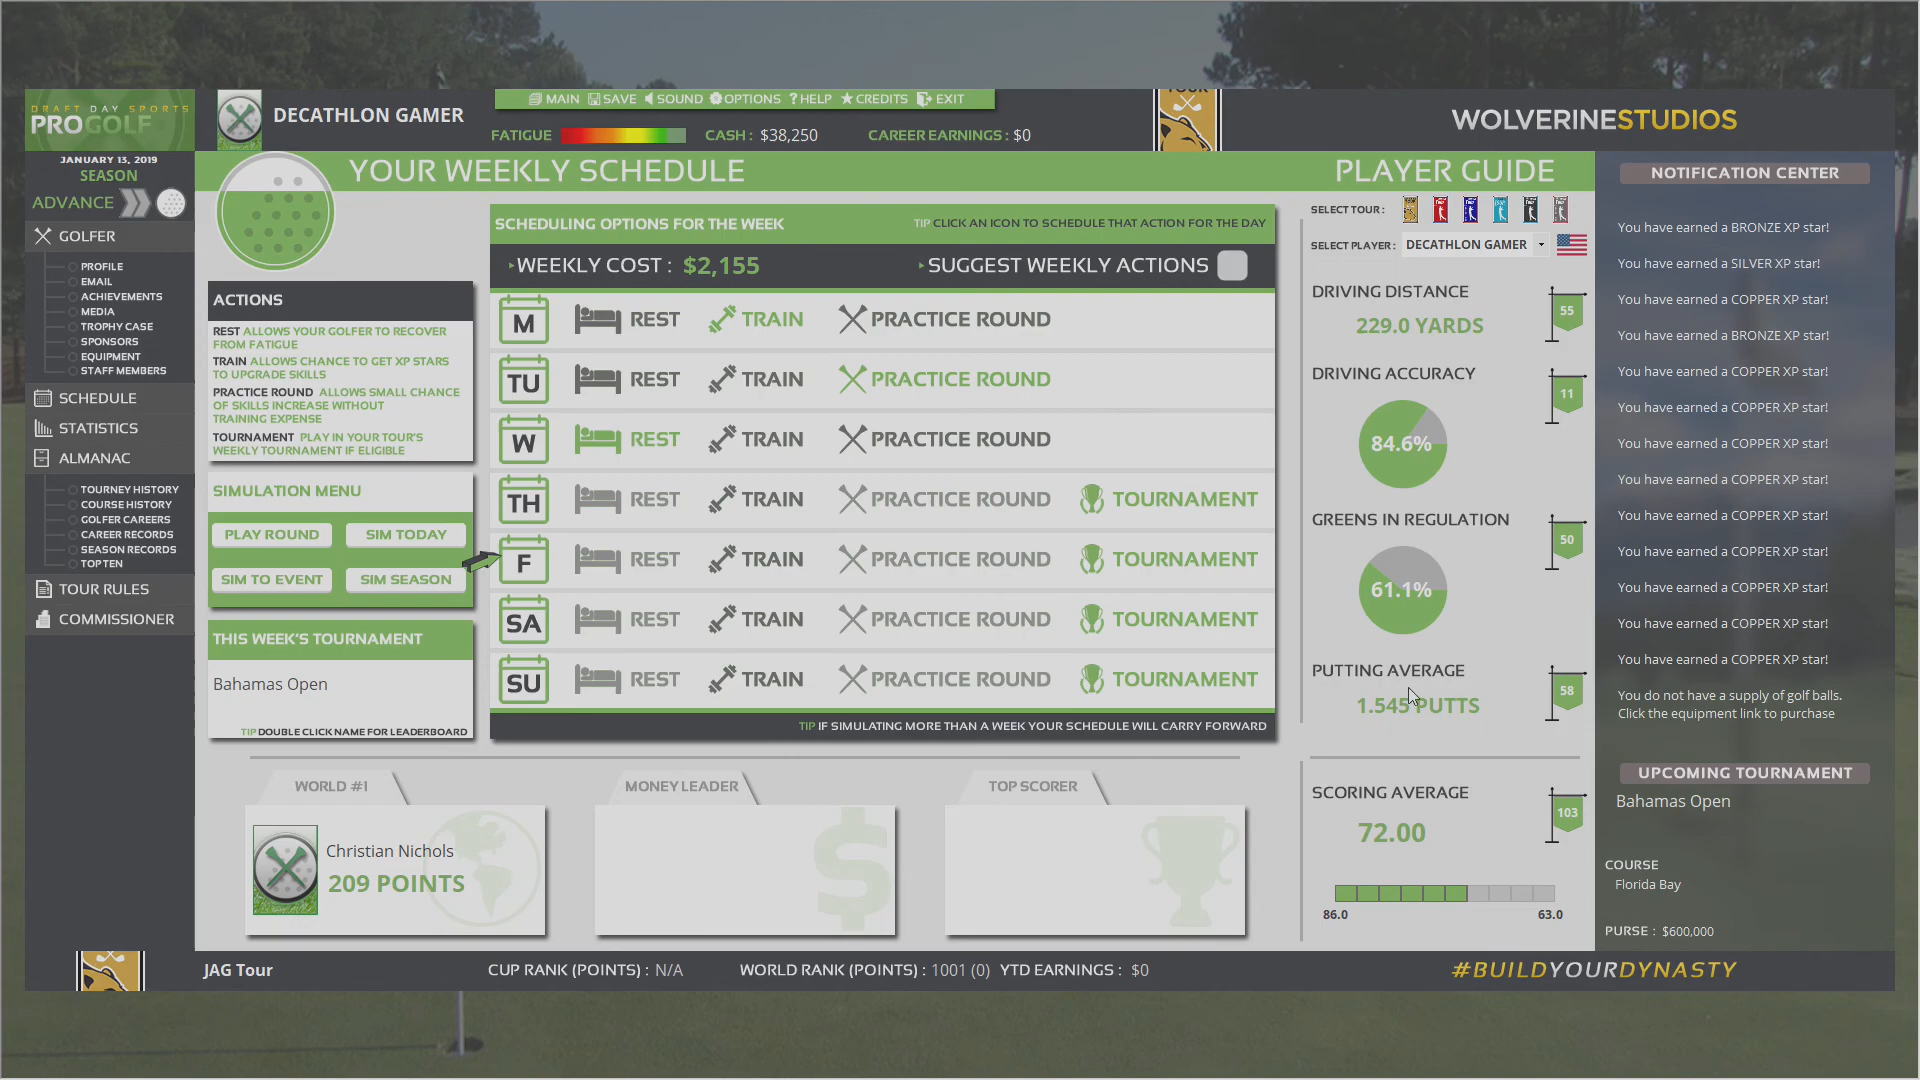 DRAFT DAY SPORTS
PROGOLF
DECATHLON GAMER
MAIN SAVE SOUND OPTIONS HELP CREDITS EXIT
FATIGUE CASH : $38,250 CAREER EARNINGS : $0
WOLVERINESTUDIOS
JANUARY 13, 2019
SEASON
ADVANCE
GOLFER
PROFILE
EMAIL
ACHIEVEMENTS
MEDIA
TROPHY CASE
SPONSORS
EQUIPMENT
STAFF MEMBERS
SCHEDULE
STATISTICS
ALMANAC
TOURNEY HISTORY
COURSE HISTORY
GOLFER CAREERS
CAREER RECORDS
SEASON RECORDS
TOP TEN
TOUR RULES
COMMISSIONER
YOUR WEEKLY SCHEDULE
ACTIONS
REST ALLOWS YOUR GOLFER TO RECOVER
FROM FATIGUE
TRAIN ALLOWS CHANCE TO GET XP STARS
TO UPGRADE SKILLS
PRACTICE ROUND ALLOWS SMALL CHANCE
OF SKILLS INCREASE WITHOUT
TRAINING EXPENSE
TOURNAMENT PLAY IN YOUR TOUR'S
WEEKLY TOURNAMENT IF ELIGIBLE
SIMULATION MENU
PLAY ROUND SIM TODAY
SIM TO EVENT SIM SEASON
THIS WEEK'S TOURNAMENT
Bahamas Open
TIP DOUBLE CLICK NAME FOR LEADERBOARD
SCHEDULING OPTIONS FOR THE WEEK TIP CLICK AN ICON TO SCHEDULE THAT ACTION FOR THE DAY
WEEKLY COST : $2,155 SUGGEST WEEKLY ACTIONS
M REST TRAIN PRACTICE ROUND
TU REST TRAIN PRACTICE ROUND
W REST TRAIN PRACTICE ROUND
TH REST TRAIN PRACTICE ROUND TOURNAMENT
F REST TRAIN PRACTICE ROUND TOURNAMENT
SA REST TRAIN PRACTICE ROUND TOURNAMENT
SU REST TRAIN PRACTICE ROUND TOURNAMENT
TIP IF SIMULATING MORE THAN A WEEK YOUR SCHEDULE WILL CARRY FORWARD
WORLD #1
Christian Nichols
209 POINTS
MONEY LEADER
TOP SCORER
PLAYER GUIDE
SELECT TOUR :
SELECT PLAYER : DECATHLON GAMER
DRIVING DISTANCE
229.0 YARDS
55
DRIVING ACCURACY
84.6%
11
GREENS IN REGULATION
61.1%
50
PUTTING AVERAGE
1.545 PUTTS
58
SCORING AVERAGE
72.00
103
86.0 63.0
NOTIFICATION CENTER
You have earned a BRONZE XP star!
You have earned a SILVER XP star!
You have earned a COPPER XP star!
You have earned a BRONZE XP star!
You have earned a COPPER XP star!
You have earned a COPPER XP star!
You have earned a COPPER XP star!
You have earned a COPPER XP star!
You have earned a COPPER XP star!
You have earned a COPPER XP star!
You have earned a COPPER XP star!
You have earned a COPPER XP star!
You have earned a COPPER XP star!
You do not have a supply of golf balls.
Click the equipment link to purchase
UPCOMING TOURNAMENT
Bahamas Open
COURSE
Florida Bay
PURSE : $600,000
JAG Tour CUP RANK (POINTS) : N/A WORLD RANK (POINTS) : 1001 (0) YTD EARNINGS : $0
#BUILDYOURDYNASTY